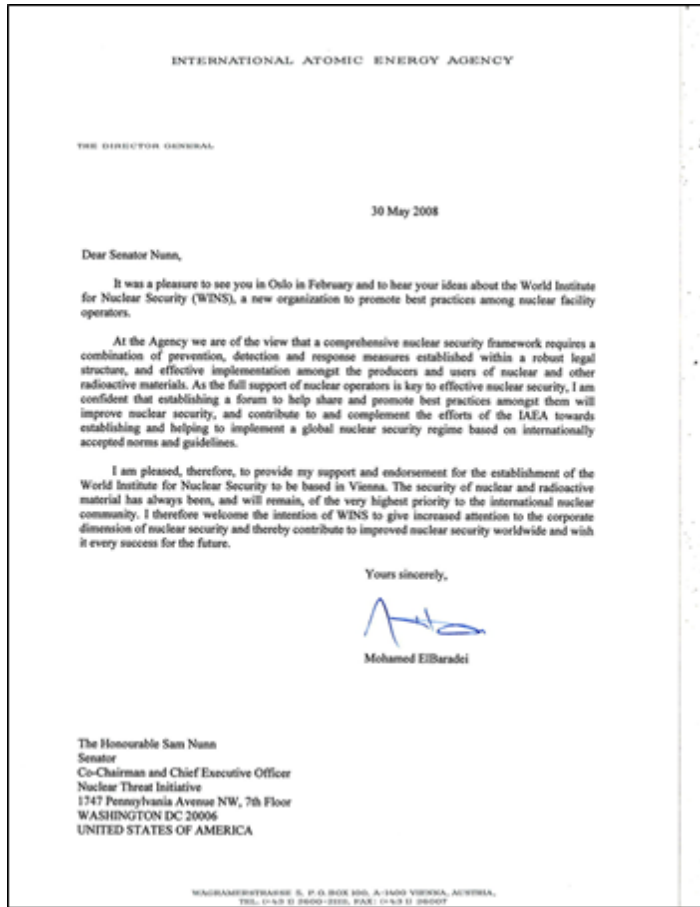 INTERNATIONAL ATOMIC ENERGY AGENCY
THE DIRECTOR GENERAL
30 May 2008
Dear Senator Nunn,
It was a pleasure to see you in Oslo in February and to hear your ideas about the World Institute
for Nuclear Security (WINS), a new organization to promote best practices among nuclear facility
operators.
At the Agency we are of the view that a comprehensive nuclear security framework requires a
combination of prevention, detection and response measures established within a robust legal
structure, and effective implementation amongst the producers and users of nuclear and other
radioactive materials. As the full support of nuclear operators is key to effective nuclear security, I am
confident that establishing a forum to help share and promote best practices amongst them will
improve nuclear security, and contribute to and complement the efforts of the IAEA towards
establishing and helping to implement a global nuclear security regime based on internationally
accepted norms and guidelines.
I am pleased, therefore, to provide my support and endorsement for the establishment of the
World Institute for Nuclear Security to be based in Vienna. The security of nuclear and radioactive
material has always been, and will remain, of the very highest priority to the international nuclear
community. I therefore welcome the intention of WINS to give increased attention to the corporate
dimension of nuclear security and thereby contribute to improved nuclear security worldwide and wish
it every success for the future.
Yours sincerely,
Mohamed ElBaradei
The Honourable Sam Nunn
Senator
Co-Chairman and Chief Executive Officer
Nuclear Threat Initiative
1747 Pennsylvania Avenue NW, 7th Floor
WASHINGTON DC 20006
UNITED STATES OF AMERICA
WAGRAMERSTRASSE 5, P.O. BOX 100, A-1400 VIENNA, AUSTRIA,
TEL. (+43 1) 2600- FAX: (+43 1) 26007